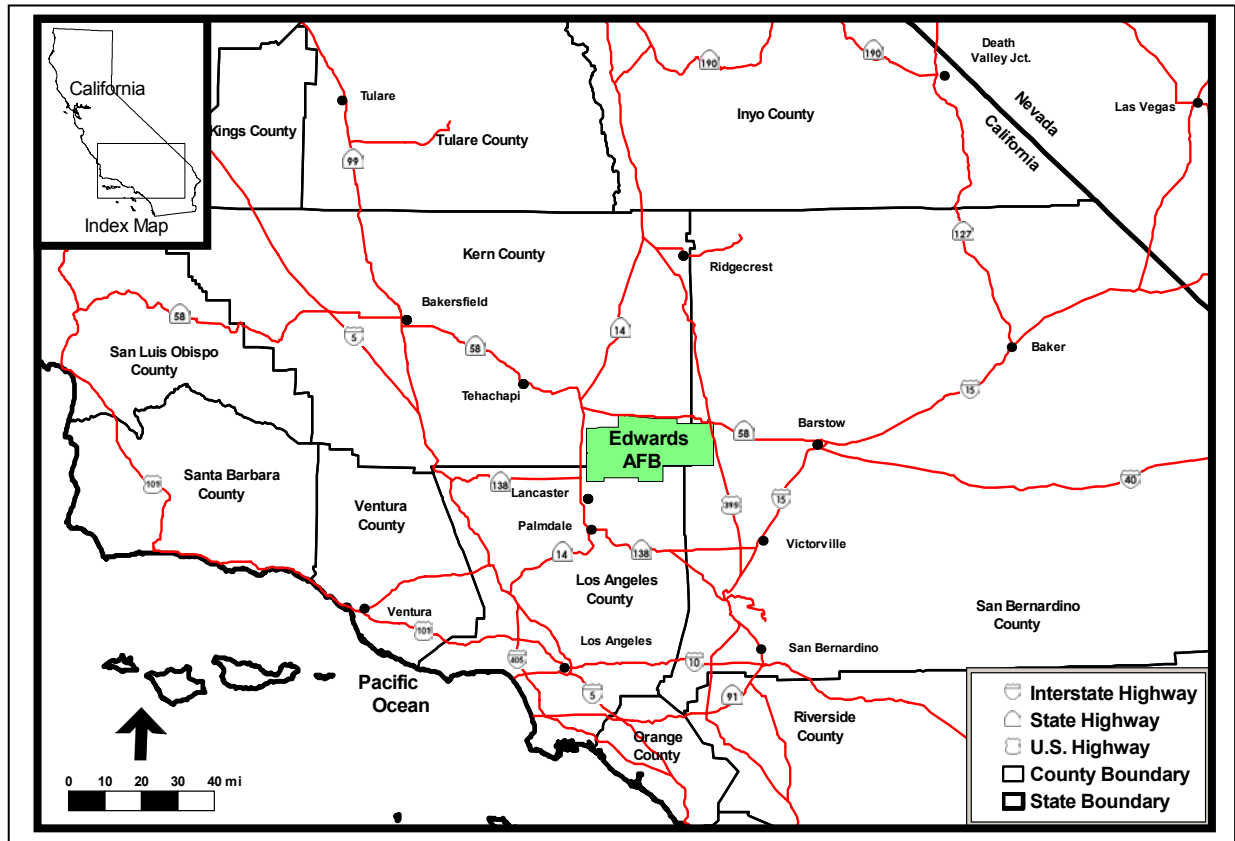 California
Index Map
Kings County
Tulare
Tulare County
99
190
Inyo County
190
Death
Valley Jct.
Nevada
California
Las Vegas
Kern County
Ridgecrest
127
Bakersfield
58
5
58
14
Baker
15
San Luis Obispo
County
Tehachapi
Edwards
AFB
58
Barstow
40
Santa Barbara
County
101
Ventura
County
138
Lancaster
Palmdale
14
138
395
15
Victorville
Los Angeles
County
San Bernardino
County
Ventura
101
Los Angeles
405
10
San Bernardino
Pacific
Ocean
5
91
Orange
County
Riverside
County
0 10 20 30 40 mi
Interstate Highway
State Highway
U.S. Highway
County Boundary
State Boundary